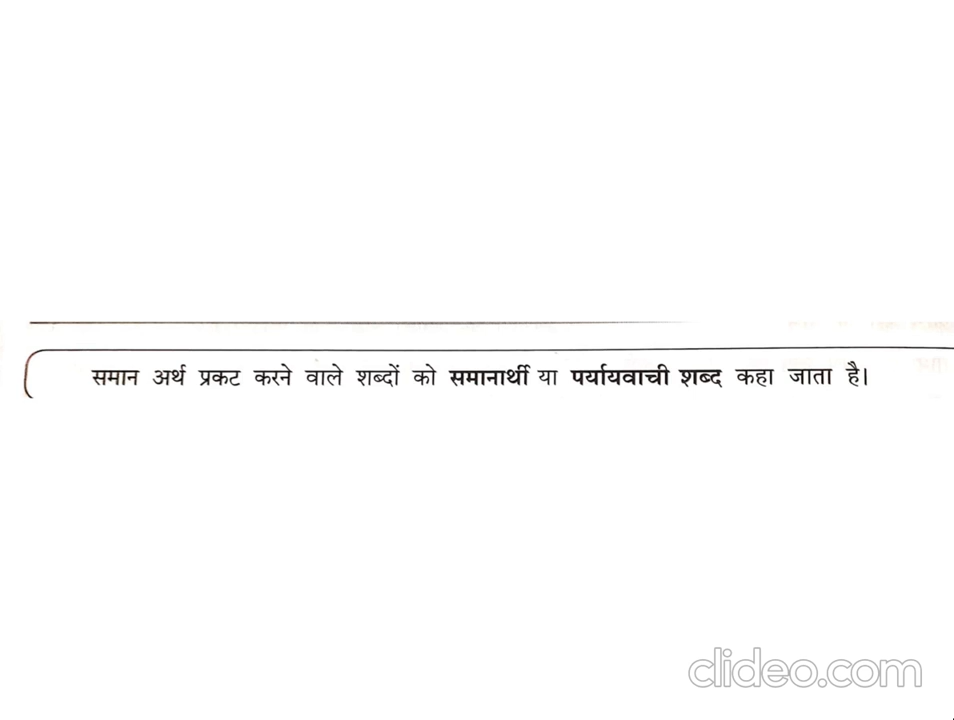 समान अर्थ प्रकट करने वाले शब्दों को समानार्थी या पर्यायवाची शब्द कहा जाता है।
clideo.com